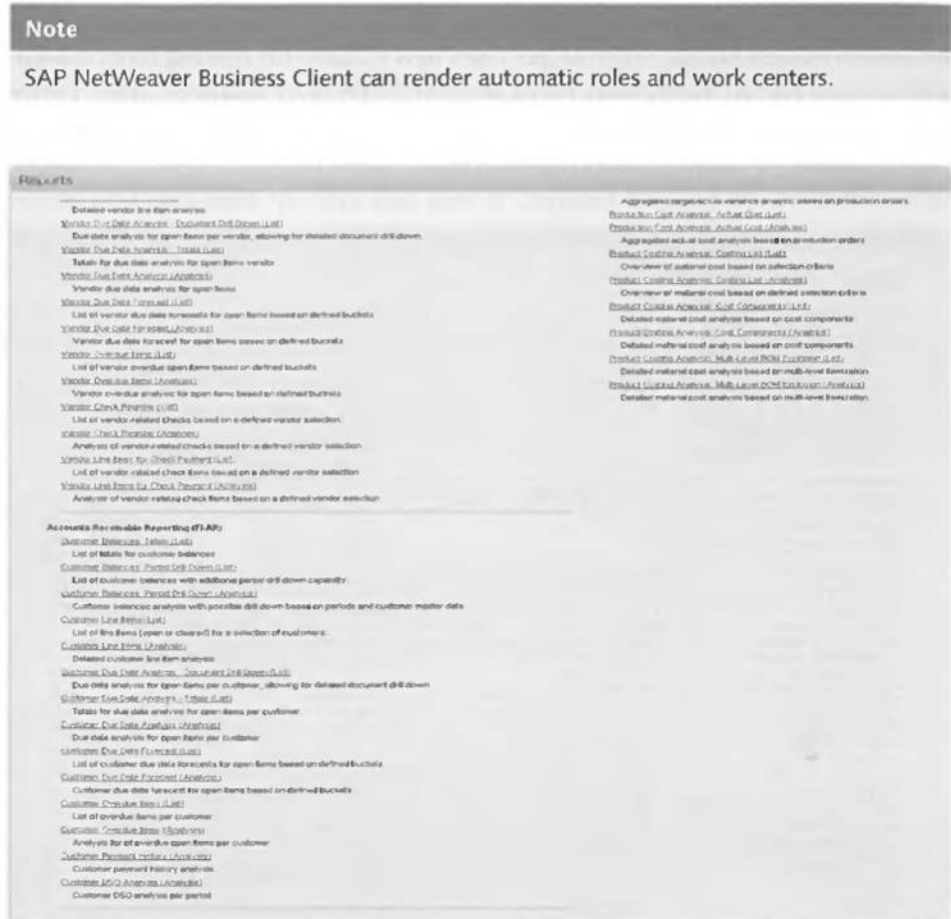 Note
SAP NetWeaver Business Client can render automatic roles and work centers.
Reports
Detailed vendor line item analysis
Vendor Due Date Analysis - Document Drill Down (List)
Due date analysis for open items per vendor, allowing for detailed document drill down
Vendor Due Date Analysis - Totals (List)
Totals for due date analysis for open items vendor
Vendor Due Date Analysis (Analysis)
Vendor due date analysis for open items
Vendor Due Date Forecast (List)
List of vendor due date forecasts for open items based on defined buckets
Vendor Due Date Forecast (Analysis)
Vendor due date forecast for open items based on defined buckets
Vendor Overdue Items (List)
List of vendor overdue open items based on defined buckets
Vendor Overdue Items (Analysis)
Vendor overdue analysis for open items based on defined buckets
Vendor Check Register (List)
List of vendor-related checks based on a defined vendor selection.
Vendor Check Register (Analysis)
Analysis of vendor-related checks based on a defined vendor selection
Vendor Line Items for Check Payment (List)
List of vendor related check items based on a defined vendor selection
Vendor Line Items for Check Payment (Analysis)
Analysis of vendor related check items based on a defined vendor selection
Accounts Receivable Reporting (FI-AR)
Customer Balances: Totals (List)
List of totals for customer balances
Customer Balances: Period Drill Down (List)
List of customer balances with additional period drill down capability
Customer Balances: Period Drill Down (Analysis)
Customer balances analysis with possible drill down based on periods and customer master data
Customer Line Items (List)
List of line items (open or cleared) for a selection of customers
Customer Line Items (Analysis)
Detailed customer line item analysis
Customer Due Date Analysis - Document Drill Down (List)
Due date analysis for open items per customer, allowing for detailed document drill down
Customer Due Date Analysis - Totals (List)
Totals for due date analysis for open items per customer
Customer Due Date Analysis (Analysis)
Due date analysis for open items per customer
Customer Due Date Forecast (List)
List of customer due date forecasts for open items based on defined buckets
Customer Due Date Forecast (Analysis)
Customer due date forecast for open items based on defined buckets
Customer Overdue Items (List)
List of overdue items per customer
Customer Overdue Items (Analysis)
Analysis for of overdue open items per customer
Customer Payment History (Analysis)
Customer payment history analysis
Customer DSO Analysis (Analysis)
Customer DSO analysis per period
Aggregated target/actual variance analysis based on production orders
Production Cost Analysis: Actual Cost (List)
Production Cost Analysis: Actual Cost (Analysis)
Aggregated actual cost analysis based on production orders
Product Costing Analysis: Costing List (List)
Overview of material cost based on selection criteria
Product Costing Analysis: Costing List (Analysis)
Overview of material cost based on defined selection criteria
Product Costing Analysis: Cost Components (List)
Detailed material cost analysis based on cost components
Product Costing Analysis: Cost Components (Analysis)
Detailed material cost analysis based on cost components.
Product Costing Analysis: Multi-Level BOM Explosion (List)
Detailed material cost analysis based on multi-level itemization
Product Costing Analysis: Multi-Level BOM Explosion (Analysis)
Detailed material cost analysis based on multi-level itemization